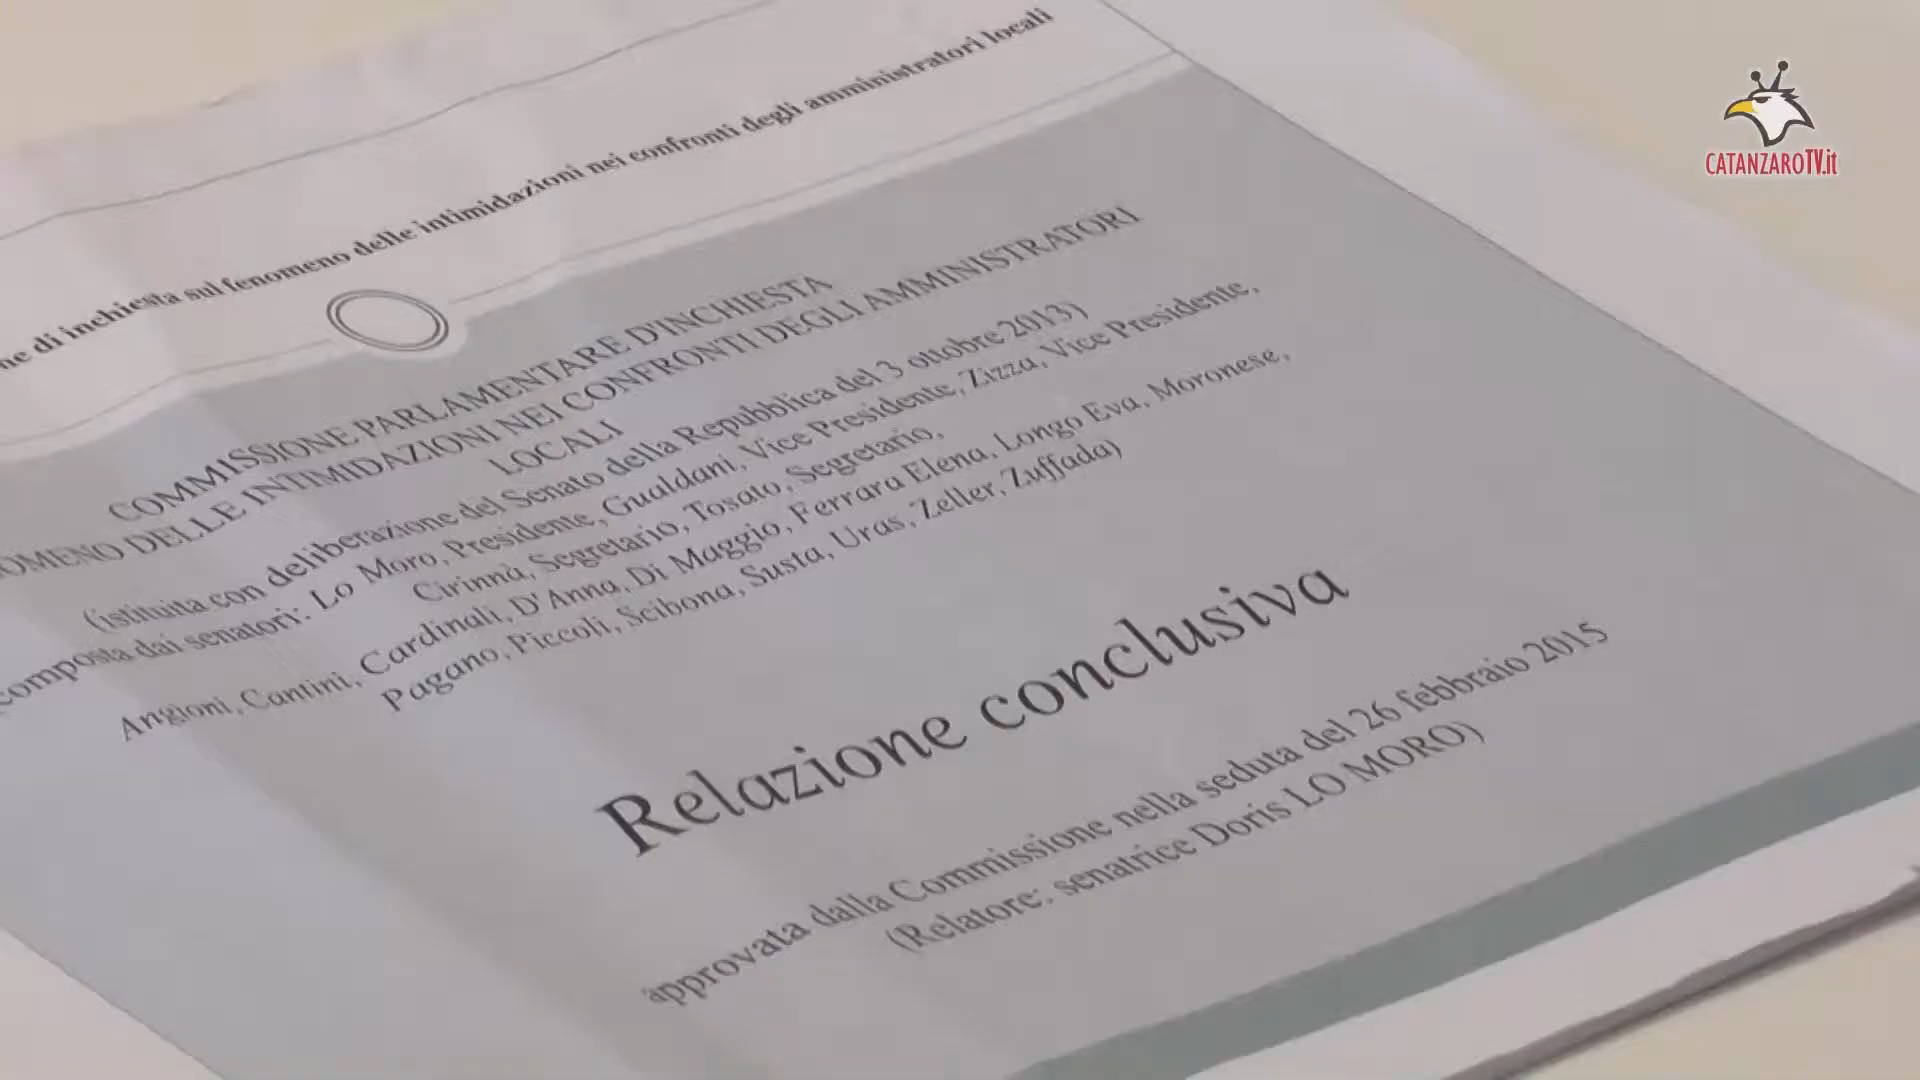 ne di inchiesta sul fenomeno delle intimidazioni nei confronti degli amministratori locali
COMMISSIONE PARLAMENTARE D'INCHIESTA
OMENO DELLE INTIMIDAZIONI NEI CONFRONTI DEGLI AMMINISTRATORI
LOCALI
(istituita con deliberazione del Senato della Repubblica del 3 ottobre 2013)
composta dai senatori: Lo Moro, Presidente, Gualdani, Vice Presidente, Zizza, Vice Presidente,
Cirinnà, Segretario, Tosato, Segretario,
Angioni, Cantini, Cardinali, D'Anna, Di Maggio, Ferrara Elena, Longo Eva, Moronese,
Pagano, Piccoli, Scibona, Susta, Uras, Zeller, Zuffada)
Relazione conclusiva
approvata dalla Commissione nella seduta del 26 febbraio 2015
(Relatore: senatrice Doris LO MORO)
CATANZAROTV.it